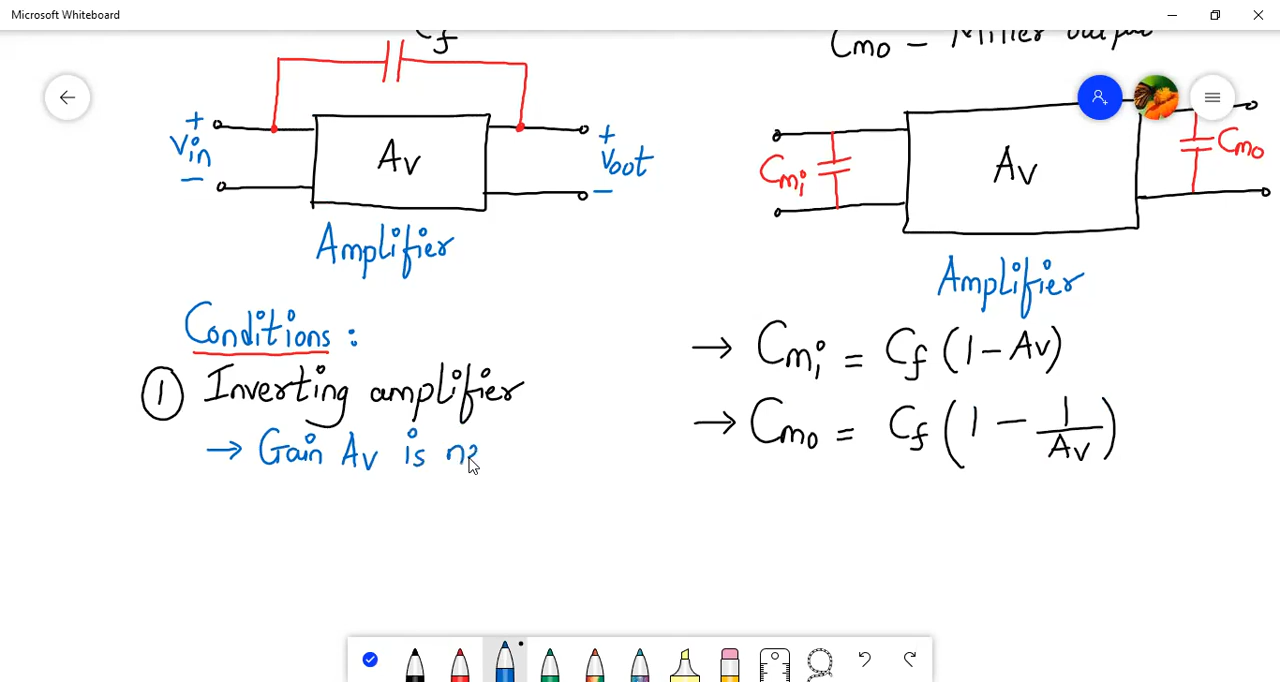 Microsoft Whiteboard
Cf
Cmo - Miller output
+
Vin
-
Av
+
Vout
-
Amplifier
Cmi
Av
Cmo
Amplifier
Conditions :
① Inverting amplifier
→ Gain Av is
→ Cmi = Cf (1 - Av)
→ Cmo = Cf (1 - 1/Av)